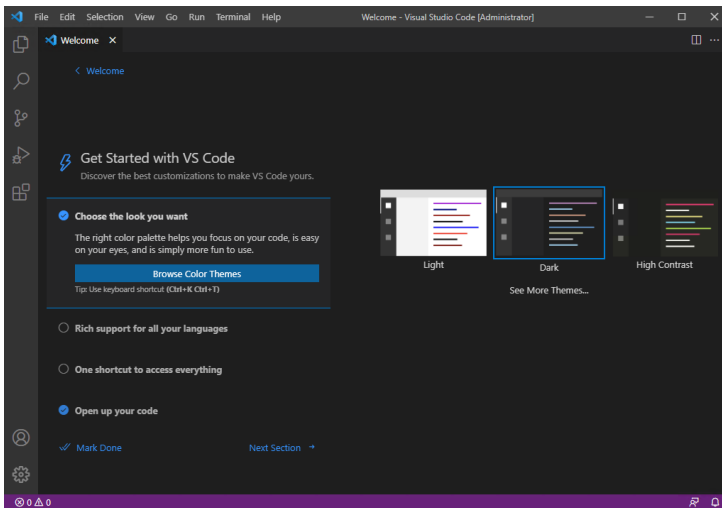 File Edit Selection View Go Run Terminal Help Welcome - Visual Studio Code [Administrator]
Welcome
Welcome
Get Started with VS Code
Discover the best customizations to make VS Code yours.
Choose the look you want
The right color palette helps you focus on your code, is easy
on your eyes, and is simply more fun to use.
Browse Color Themes
Tip: Use keyboard shortcut (Ctrl+K Ctrl+T)
Rich support for all your languages
One shortcut to access everything
Open up your code
Mark Done Next Section
Light Dark High Contrast
See More Themes...
0 0